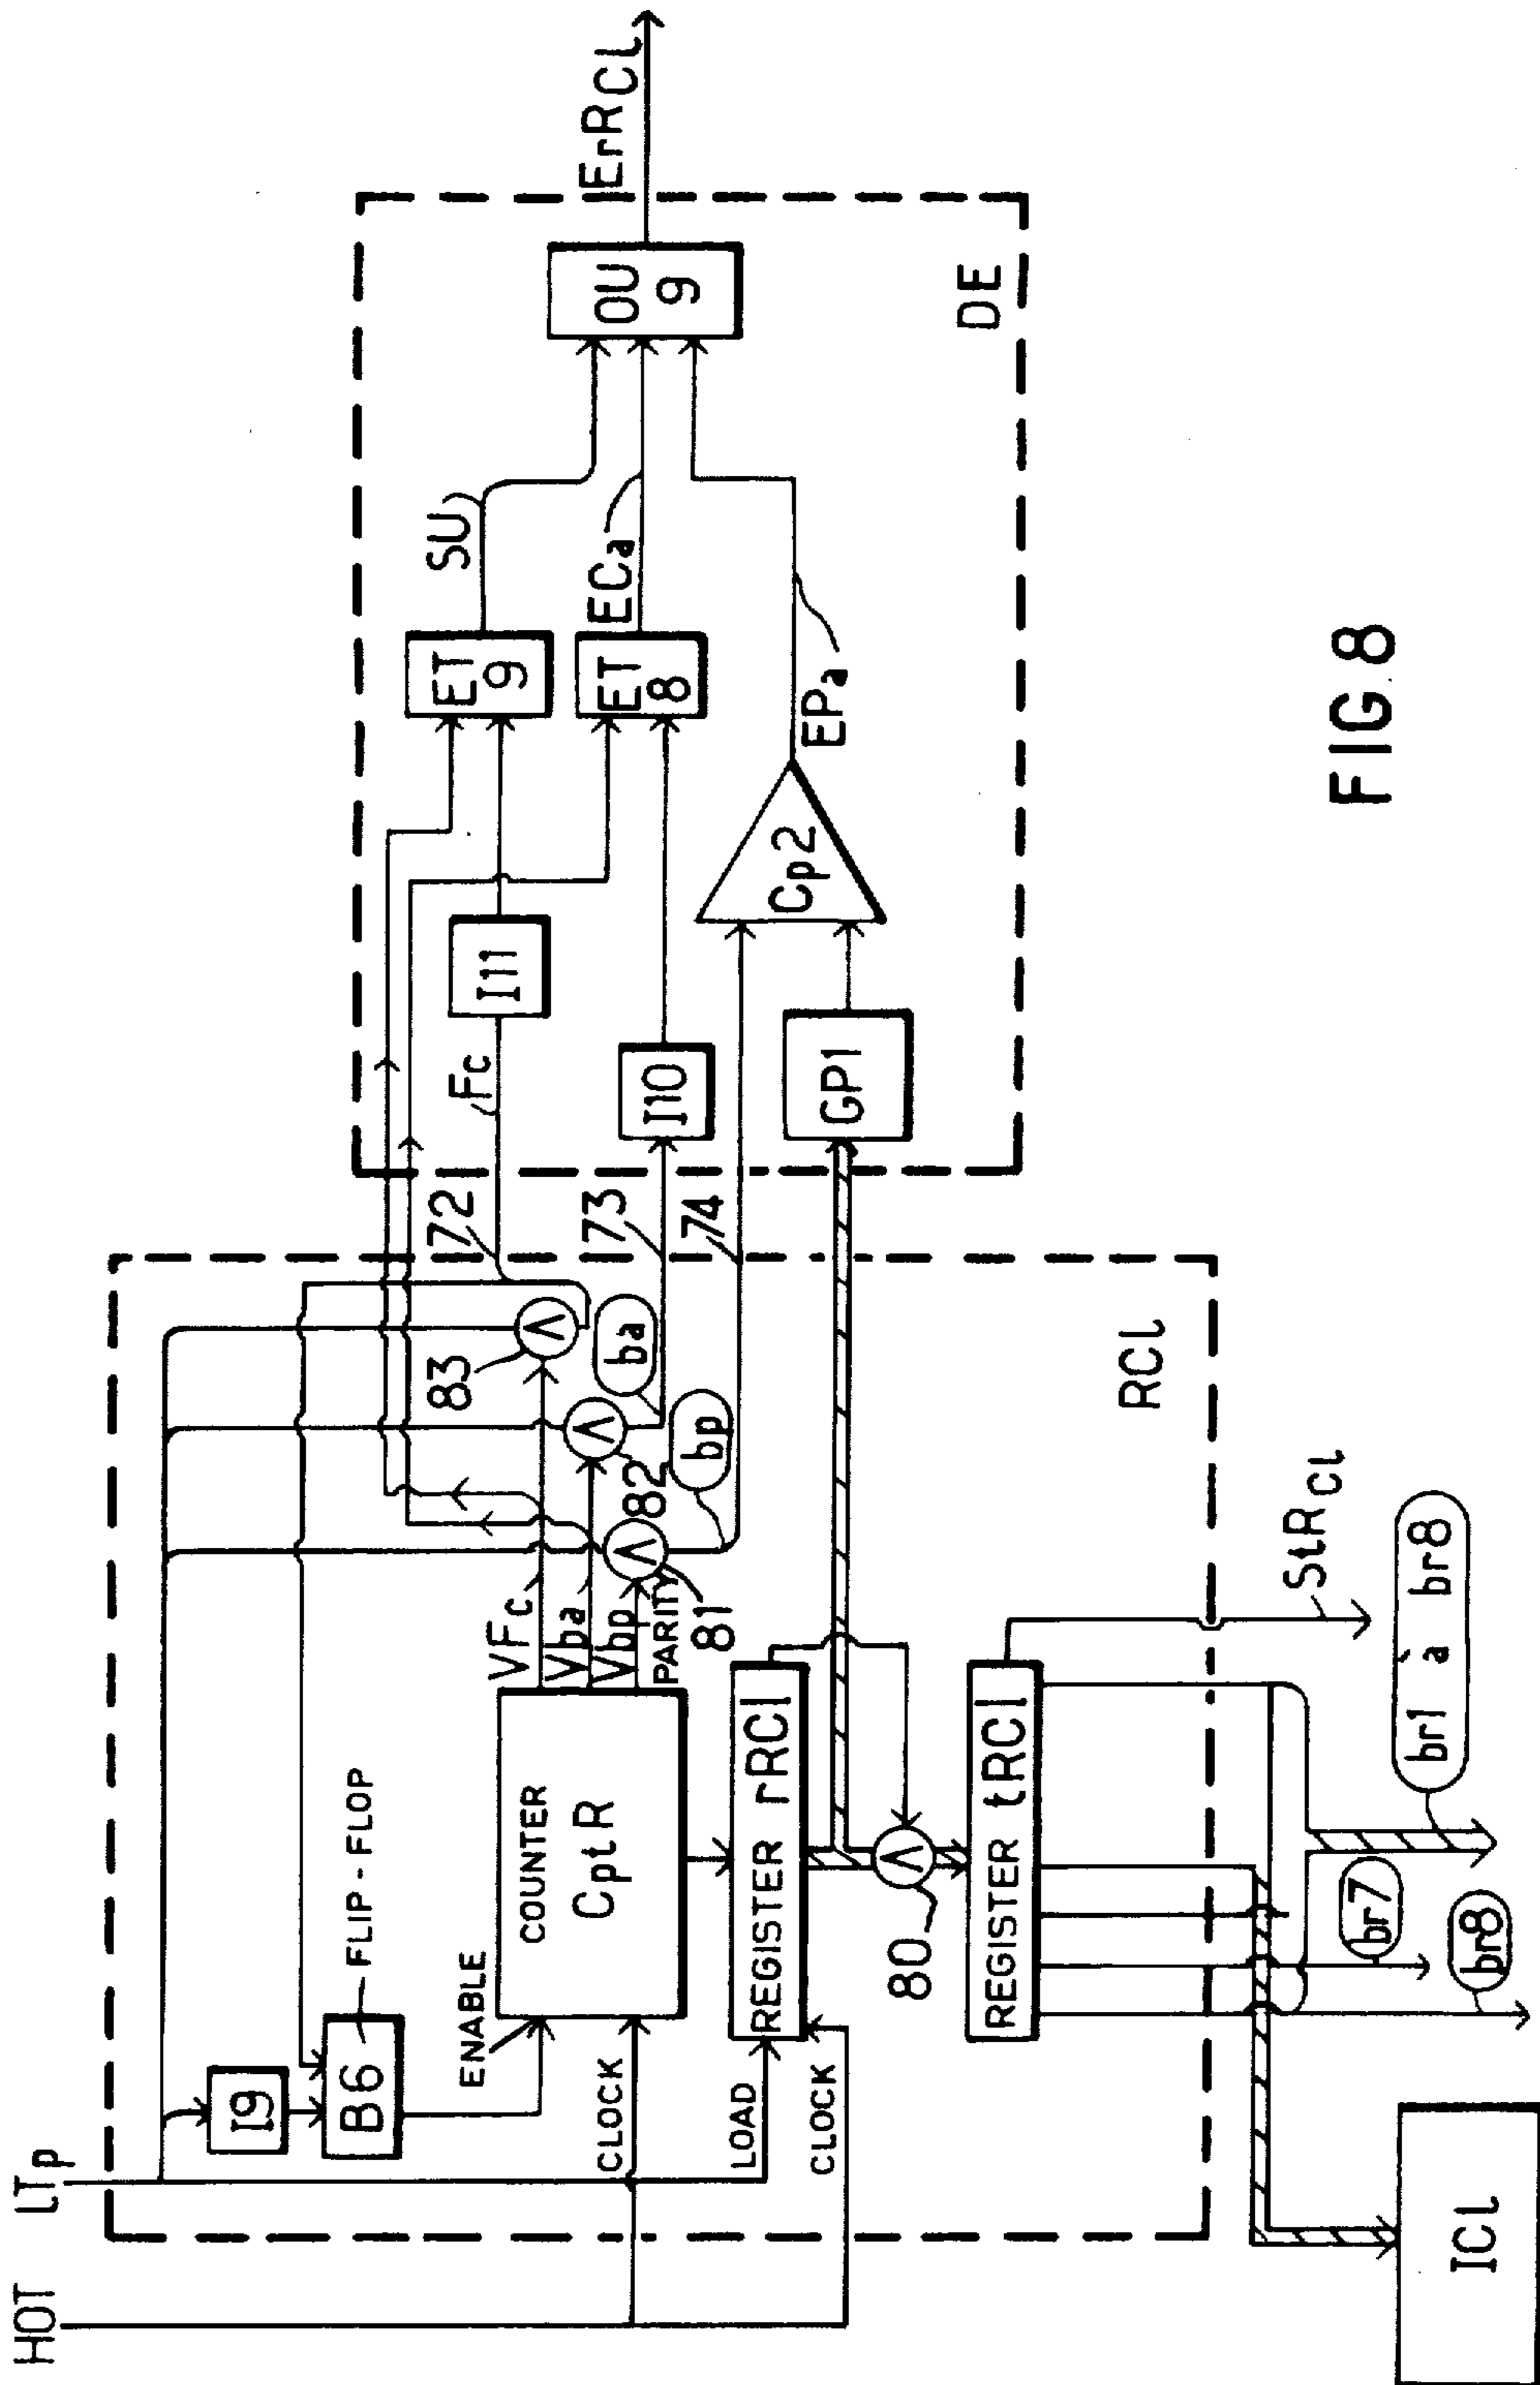 HOT
LTp
I9
B6
FLIP-FLOP
ENABLE
COUNTER
CptR
CLOCK
LOAD
CLOCK
VFc
Vba
Vbp
PARITY
81
82
83
ba
bp
72
73
74
REGISTER rRCl
80
REGISTER tRCl
RCl
StRCl
br1 à br8
br7
br8
ICl
Fc
I11
I10
GP1
Cp2
ET
9
ET
8
SU
ECa
EPa
OU
9
DE
ErRCl
FIG 8